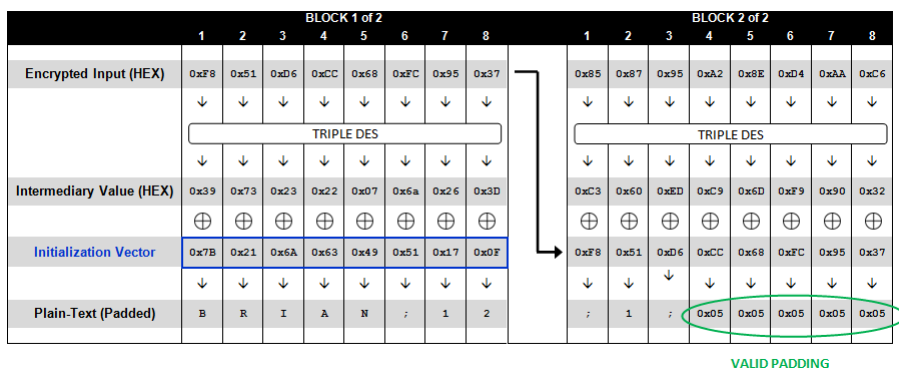 BLOCK 1 of 2 BLOCK 2 of 2
1 2 3 4 5 6 7 8 1 2 3 4 5 6 7 8
Encrypted Input (HEX) 0xF8 0x51 0xD6 0xCC 0x68 0xFC 0x95 0x37 0x85 0x87 0x95 0xA2 0x8E 0xD4 0xAA 0xC6
↓ ↓ ↓ ↓ ↓ ↓ ↓ ↓ ↓ ↓ ↓ ↓ ↓ ↓ ↓ ↓
TRIPLE DES TRIPLE DES
↓ ↓ ↓ ↓ ↓ ↓ ↓ ↓ ↓ ↓ ↓ ↓ ↓ ↓ ↓ ↓
Intermediary Value (HEX) 0x39 0x73 0x23 0x22 0x07 0x6a 0x26 0x3D 0xC3 0x60 0xED 0xC9 0x6D 0xF9 0x90 0x32
⊕ ⊕ ⊕ ⊕ ⊕ ⊕ ⊕ ⊕ ⊕ ⊕ ⊕ ⊕ ⊕ ⊕ ⊕ ⊕
Initialization Vector 0x7B 0x21 0x6A 0x63 0x49 0x51 0x17 0x0F 0xF8 0x51 0xD6 0xCC 0x68 0xFC 0x95 0x37
↓ ↓ ↓ ↓ ↓ ↓ ↓ ↓ ↓ ↓ ↓ ↓ ↓ ↓ ↓ ↓
Plain-Text (Padded) B R I A N ; 1 2 ; 1 ; 0x05 0x05 0x05 0x05 0x05
VALID PADDING